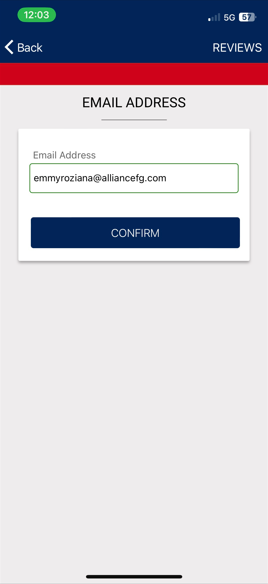 12:03
5G 57
Back
REVIEWS
EMAIL ADDRESS
Email Address
emmyroziana@alliancefg.com
CONFIRM